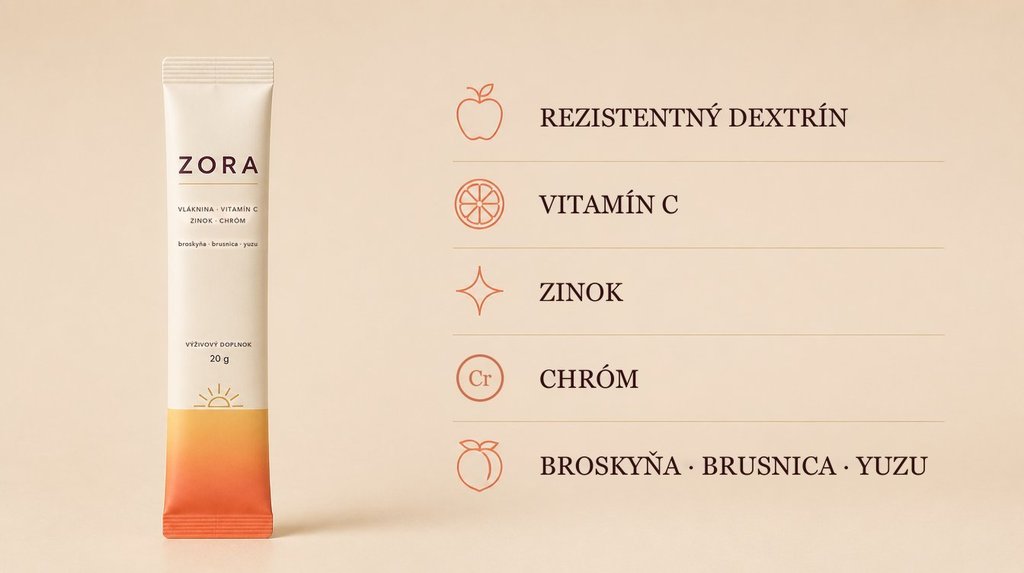 ZORA
VLÁKNINA · VITAMÍN C
ZINOK · CHRÓM
broskyňa · brusnica · yuzu
VÝŽIVOVÝ DOPLNOK
20 g
REZISTENTNÝ DEXTRÍN
VITAMÍN C
ZINOK
Cr
CHRÓM
BROSKYŇA · BRUSNICA · YUZU